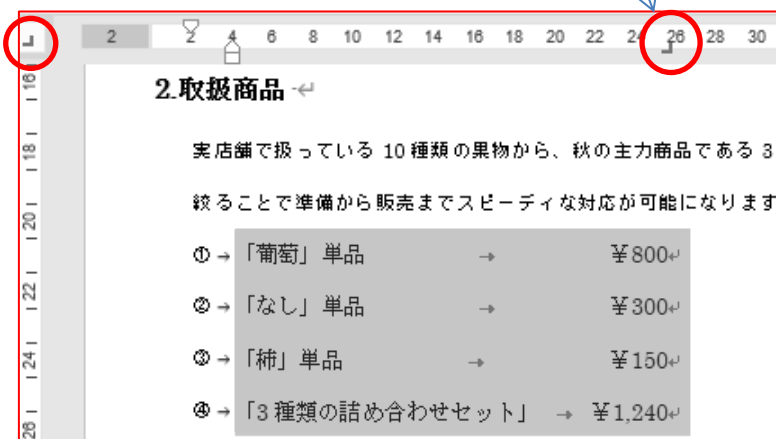 2 2 4 6 8 10 12 14 16 18 20 22 24 26 28 30
16
18
20
22
24
26
2.取扱商品
実店舗で扱っている 10 種類の果物から、秋の主力商品である 3
絞ることで準備から販売までスピーディな対応が可能になります
① → 「葡萄」単品 → ¥800↵
② → 「なし」単品 → ¥300↵
③ → 「柿」単品 → ¥150↵
④ → 「3 種類の詰め合わせセット」 → ¥1,240↵